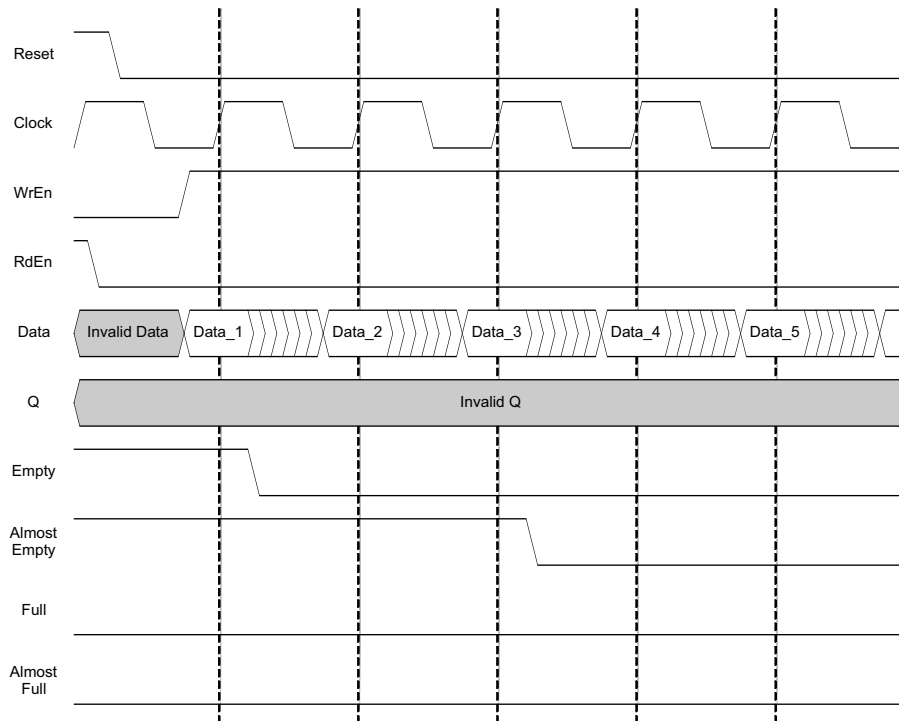 Reset
Clock
WrEn
RdEn
Data
Invalid Data
Data_1
Data_2
Data_3
Data_4
Data_5
Q
Invalid Q
Empty
Almost
Empty
Full
Almost
Full